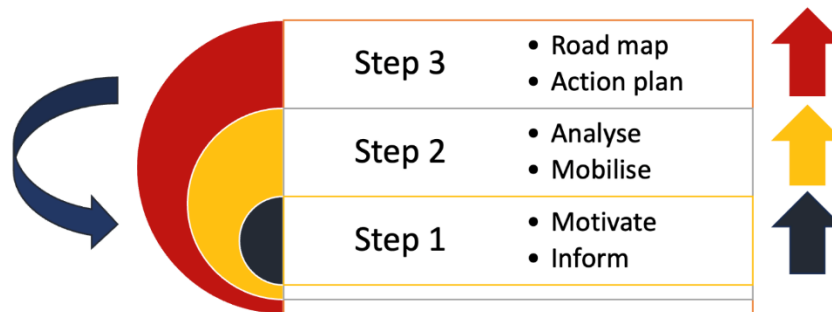 Step 3
• Road map
• Action plan
Step 2
• Analyse
• Mobilise
Step 1
• Motivate
• Inform